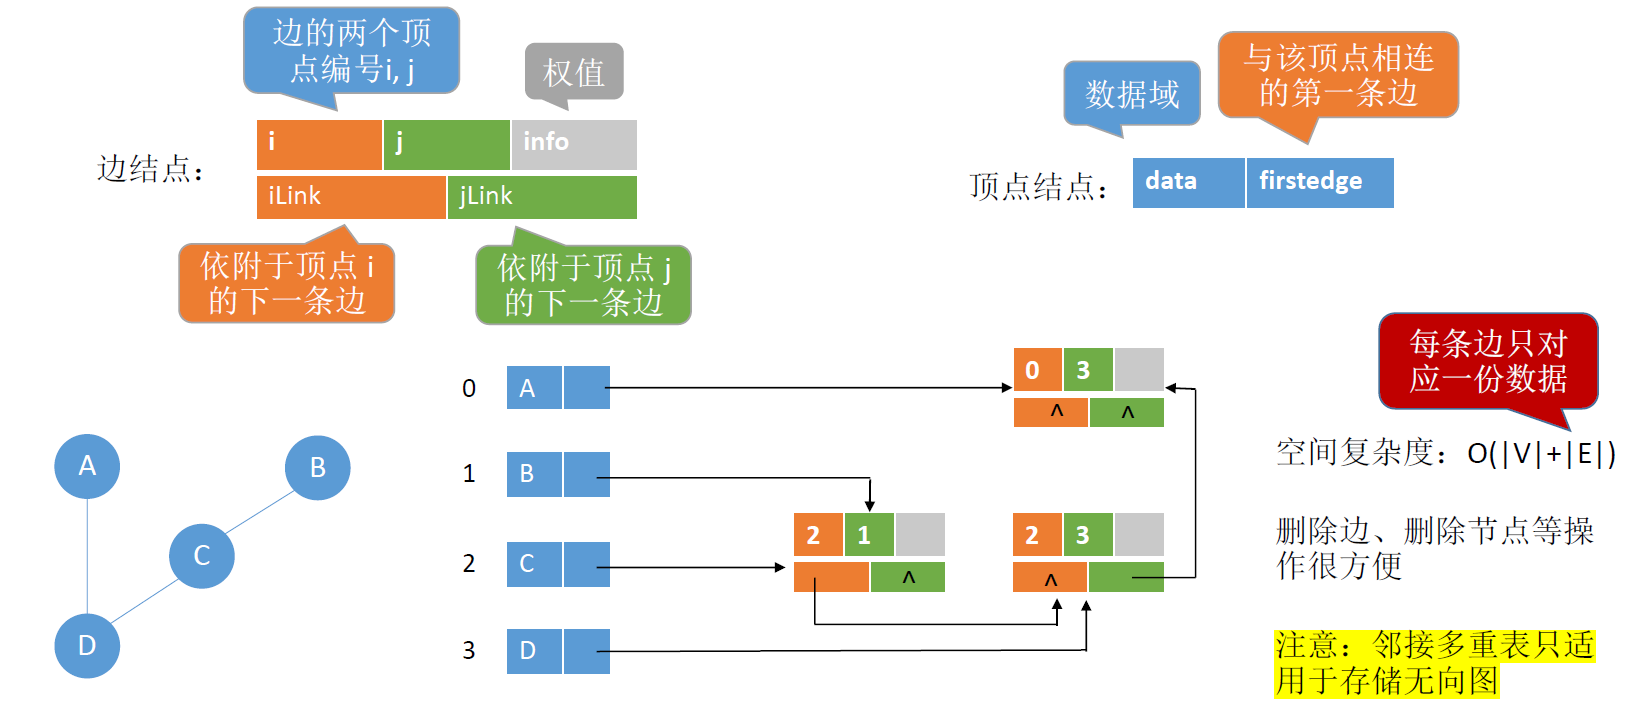 边的两个顶
点编号i, j
权值
i
j
info
边结点：
iLink
jLink
依附于顶点 i
的下一条边
依附于顶点 j
的下一条边
数据域
与该顶点相连
的第一条边
顶点结点：
data
firstedge
A
B
C
D
0
A
0
3
^
^
1
B
2
1
^
2
3
^
2
C
3
D
每条边只对
应一份数据
空间复杂度：O(|V|+|E|)
删除边、删除节点等操
作很方便
注意：邻接多重表只适
用于存储无向图